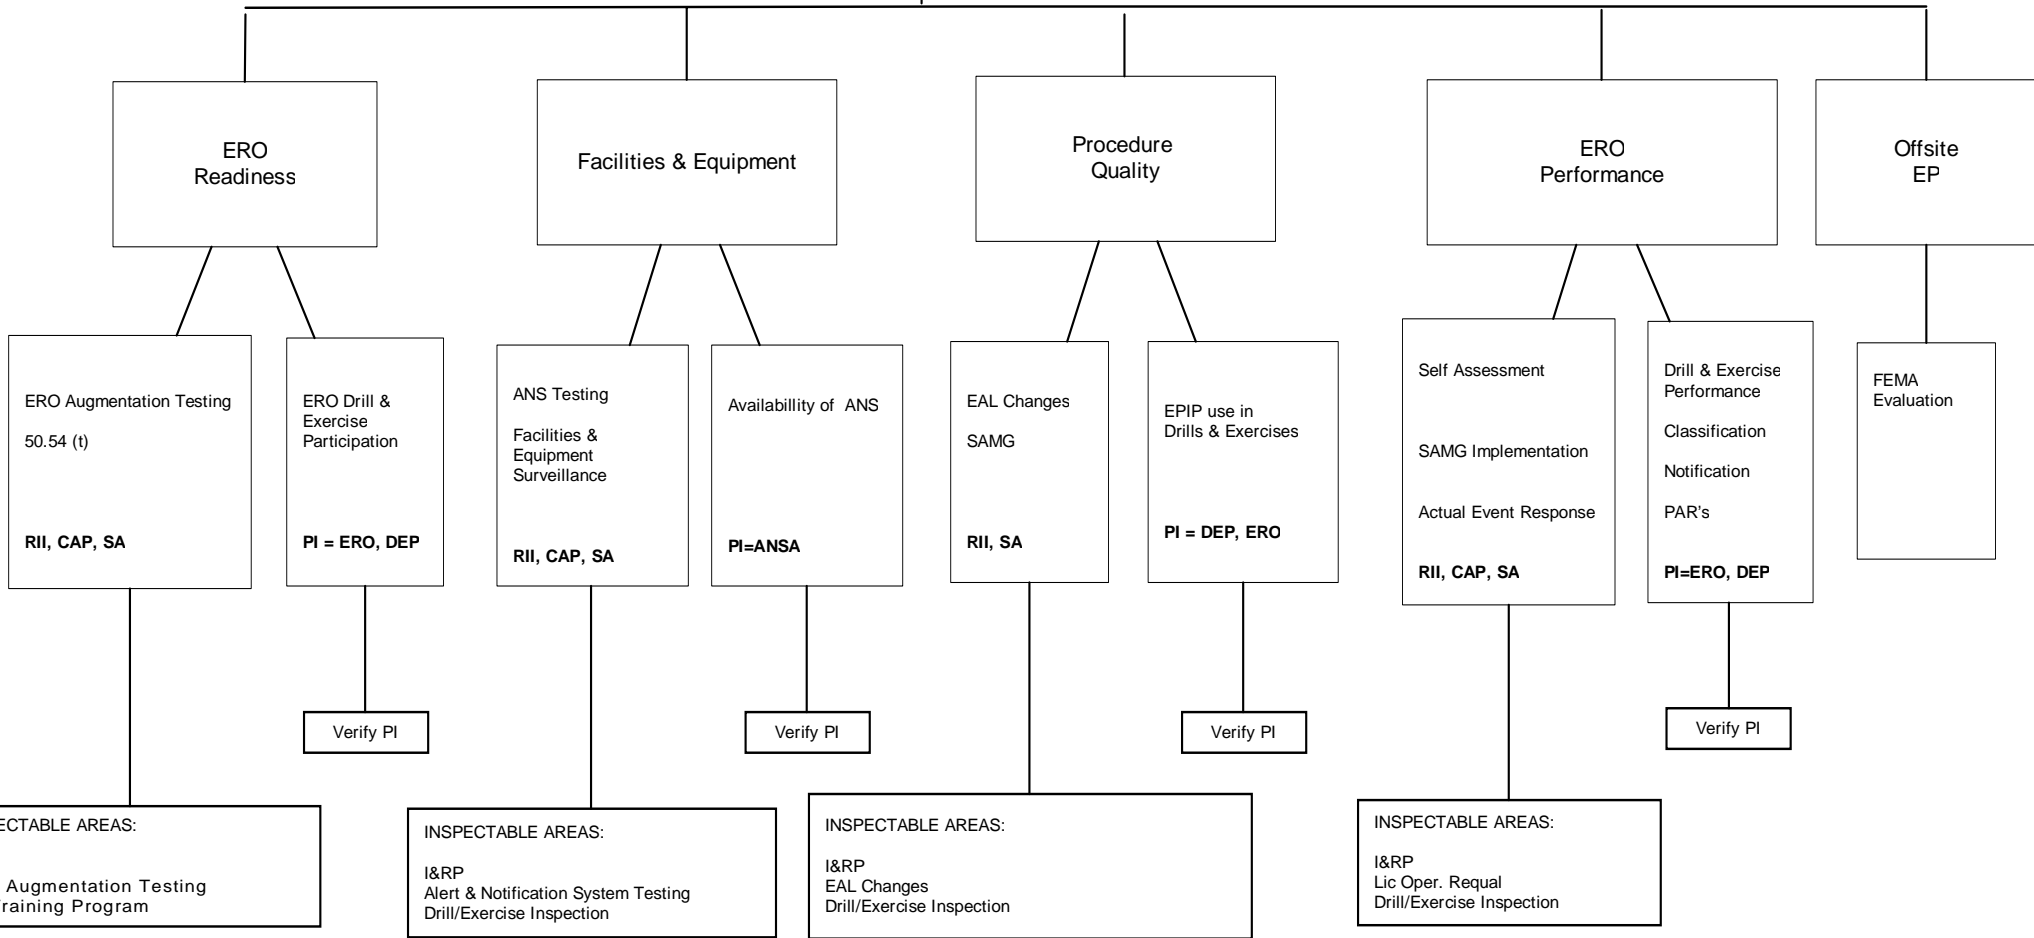 ERO
Readiness
Facilities & Equipment
Procedure
Quality
ERO
Performance
Offsite
EP
ERO Augmentation Testing
50.54 (t)
RII, CAP, SA
ERO Drill &
Exercise
Participation
PI = ERO, DEP
ANS Testing
Facilities &
Equipment
Surveillance
RII, CAP, SA
Availabillity of ANS
PI=ANSA
EAL Changes
SAMG
RII, SA
EPIP use in
Drills & Exercises
PI = DEP, ERO
Self Assessment
SAMG Implementation
Actual Event Response
RII, CAP, SA
Drill & Exercise
Performance
Classification
Notification
PAR's
PI=ERO, DEP
FEMA
Evaluation
Verify PI
Verify PI
Verify PI
Verify PI
AREAS:
Augmentation Testing
Program
INSPECTABLE AREAS:
I&RP
Alert & Notification System Testing
Drill/Exercise Inspection
INSPECTABLE AREAS:
I&RP
EAL Changes
Drill/Exercise Inspection
INSPECTABLE AREAS:
I&RP
Lic Oper. Requal
Drill/Exercise Inspection